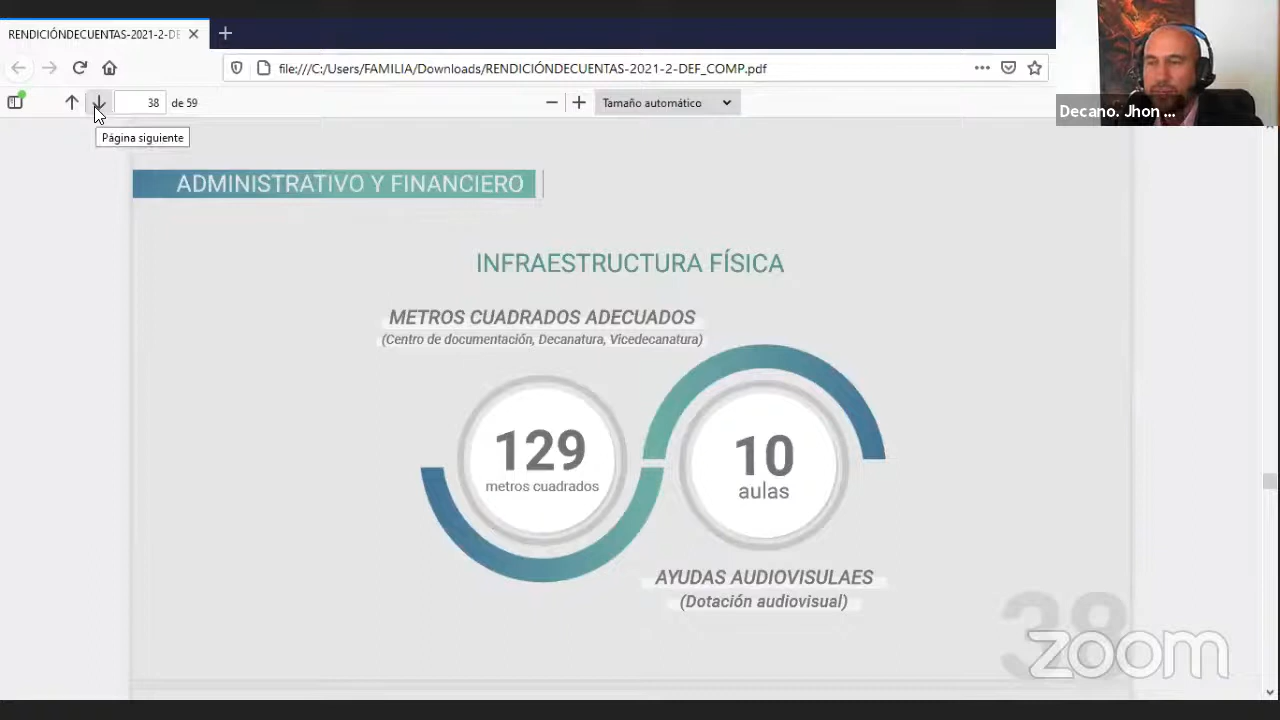 RENDICIÓNDECUENTAS-2021-2-DE
file:///C:/Users/FAMILIA/Downloads/RENDICIÓNDECUENTAS-2021-2-DEF_COMP.pdf
38 de 59
Tamaño automático
Página siguiente
Decano. Jhon ...
ADMINISTRATIVO Y FINANCIERO
INFRAESTRUCTURA FÍSICA
METROS CUADRADOS ADECUADOS
(Centro de documentación, Decanatura, Vicedecanatura)
129
metros cuadrados
10
aulas
AYUDAS AUDIOVISULAES
(Dotación audiovisual)
38
zoom